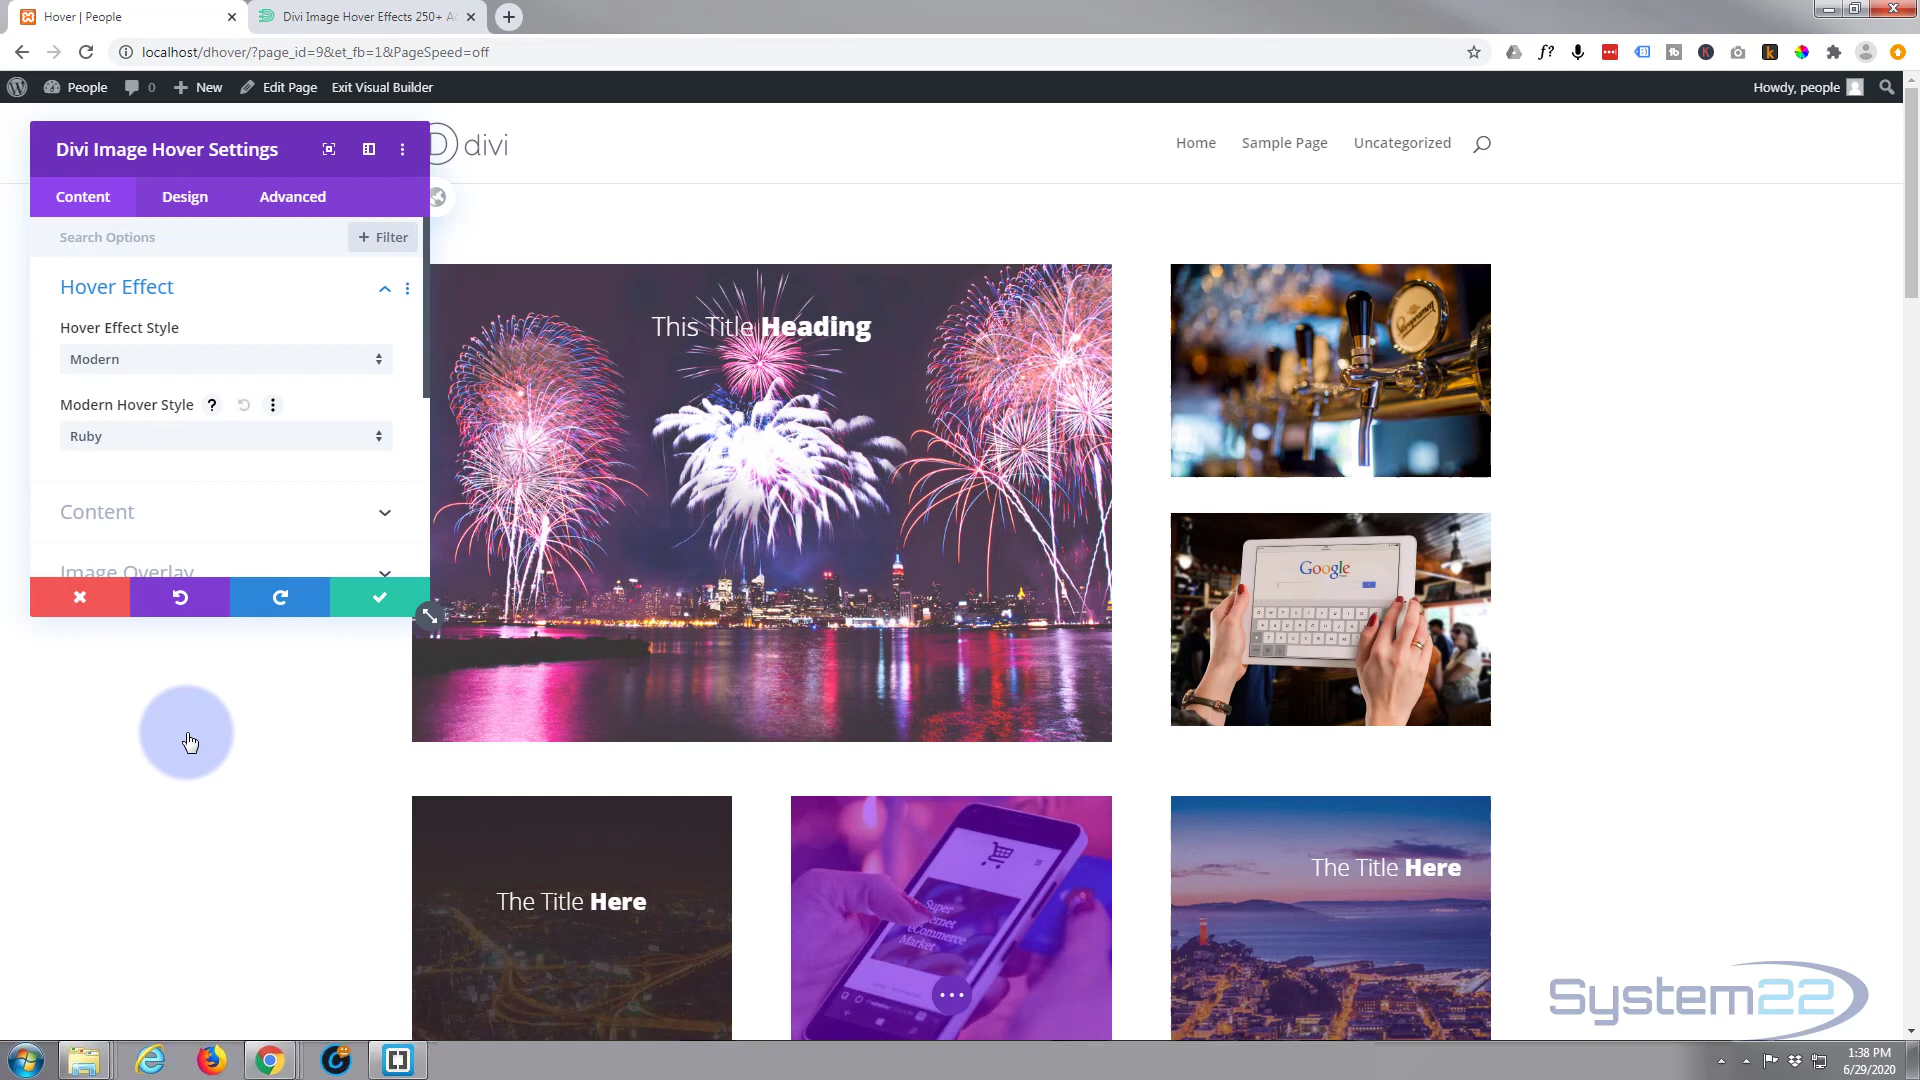 Hover | People
Divi Image Hover Effects 250+ A
localhost/dhover/?page_id=9&et_fb=1&PageSpeed=off
f?
People
0
New
Edit Page
Exit Visual Builder
Howdy, people
Divi Image Hover Settings
divi
Home
Sample Page
Uncategorized
Content
Design
Advanced
Search Options
+ Filter
Hover Effect
Hover Effect Style
Modern
Modern Hover Style
?
Ruby
Content
Image Overlay
This Title Heading
Google
The Title Here
Super
eCommerce
Market
The Title Here
System22
1:38 PM
6/29/2020